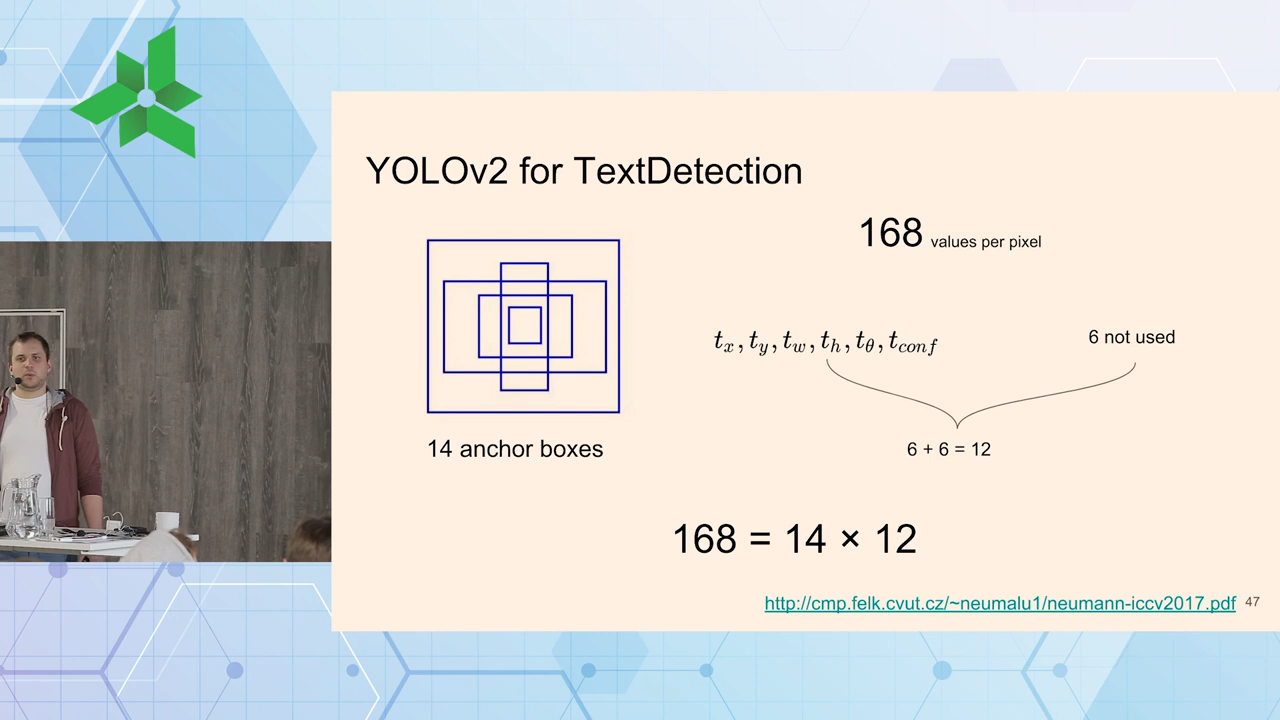 YOLOv2 for TextDetection
168 values per pixel
t_x, t_y, t_w, t_h, t_θ, t_conf
6 not used
14 anchor boxes
6 + 6 = 12
168 = 14 × 12
http://cmp.felk.cvut.cz/~neumalu1/neumann-iccv2017.pdf 47